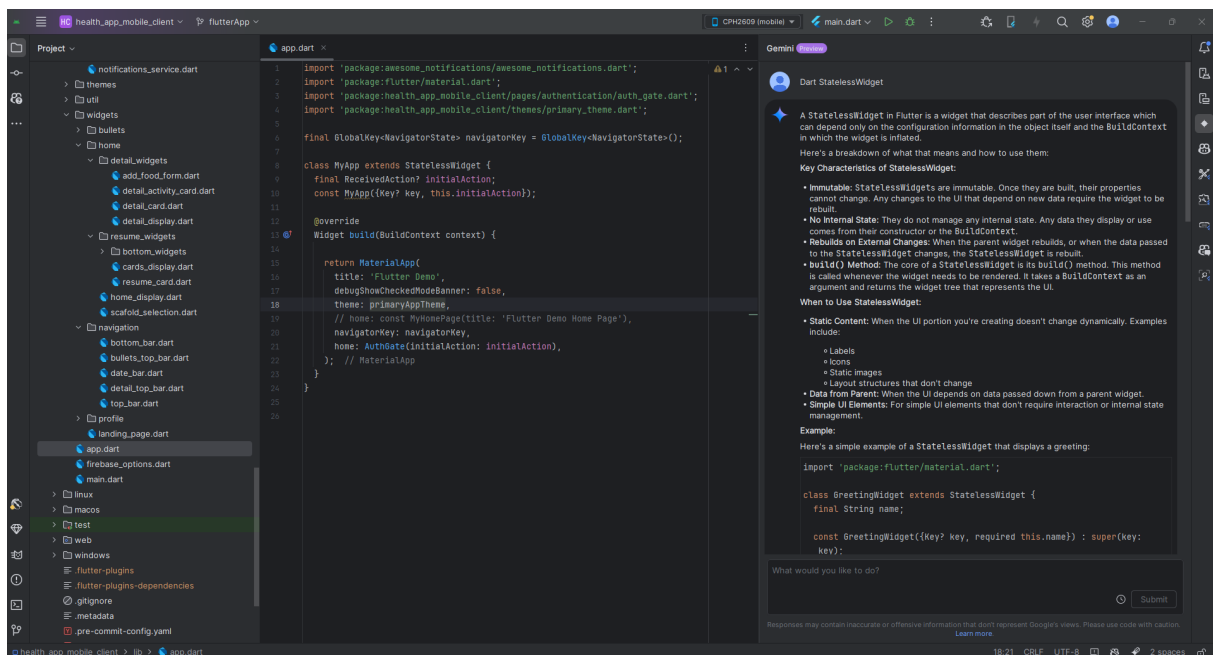 HC health_app_mobile_client
flutterApp
CPH2609 (mobile)
main.dart
Project
notifications_service.dart
themes
util
widgets
bullets
home
detail_widgets
add_food_form.dart
detail_activity_card.dart
detail_card.dart
detail_display.dart
resume_widgets
bottom_widgets
cards_display.dart
resume_card.dart
home_display.dart
scafold_selection.dart
navigation
bottom_bar.dart
bullets_top_bar.dart
date_bar.dart
detail_top_bar.dart
top_bar.dart
profile
landing_page.dart
app.dart
firebase_options.dart
main.dart
linux
macos
test
web
windows
.flutter-plugins
.flutter-plugins-dependencies
.gitignore
.metadata
.pre-commit-config.yaml
app.dart
1 import 'package:awesome_notifications/awesome_notifications.dart';
2 import 'package:flutter/material.dart';
3 import 'package:health_app_mobile_client/pages/authentication/auth_gate.dart';
4 import 'package:health_app_mobile_client/themes/primary_theme.dart';
5
6 final GlobalKey<NavigatorState> navigatorKey = GlobalKey<NavigatorState>();
7
8 class MyApp extends StatelessWidget {
9 final ReceivedAction? initialAction;
10 const MyApp({Key? key, this.initialAction});
11
12 @override
13 Widget build(BuildContext context) {
14
15 return MaterialApp(
16 title: 'Flutter Demo',
17 debugShowCheckedModeBanner: false,
18 theme: primaryAppTheme,
19 // home: const MyHomePage(title: 'Flutter Demo Home Page'),
20 navigatorKey: navigatorKey,
21 home: AuthGate(initialAction: initialAction),
22 ); // MaterialApp
23 }
24 }
25
26
1
Gemini Preview
Dart StatelessWidget
A StatelessWidget in Flutter is a widget that describes part of the user interface which
can depend only on the configuration information in the object itself and the BuildContext
in which the widget is inflated.
Here's a breakdown of what that means and how to use them:
Key Characteristics of StatelessWidget:
• Immutable: StatelessWidgets are immutable. Once they are built, their properties
cannot change. Any changes to the UI that depend on new data require the widget to be
rebuilt.
• No Internal State: They do not manage any internal state. Any data they display or use
comes from their constructor or the BuildContext.
• Rebuilds on External Changes: When the parent widget rebuilds, or when the data passed
to the StatelessWidget changes, the StatelessWidget is rebuilt.
• build() Method: The core of a StatelessWidget is its build() method. This method
is called whenever the widget needs to be rendered. It takes a BuildContext as an
argument and returns the widget tree that represents the UI.
When to Use StatelessWidget:
• Static Content: When the UI portion you're creating doesn't change dynamically. Examples
include:
Labels
Icons
Static images
Layout structures that don't change
• Data from Parent: When the UI depends on data passed down from a parent widget.
• Simple UI Elements: For simple UI elements that don't require interaction or internal state
management.
Example:
Here's a simple example of a StatelessWidget that displays a greeting:
import 'package:flutter/material.dart';
class GreetingWidget extends StatelessWidget {
final String name;
const GreetingWidget({Key? key, required this.name}) : super(key:
key);
What would you like to do?
Submit
Responses may contain inaccurate or offensive information that don't represent Google's views. Please use code with caution.
Learn more.
health_app_mobile_client > lib > app.dart
18:21 CRLF UTF-8 2 spaces